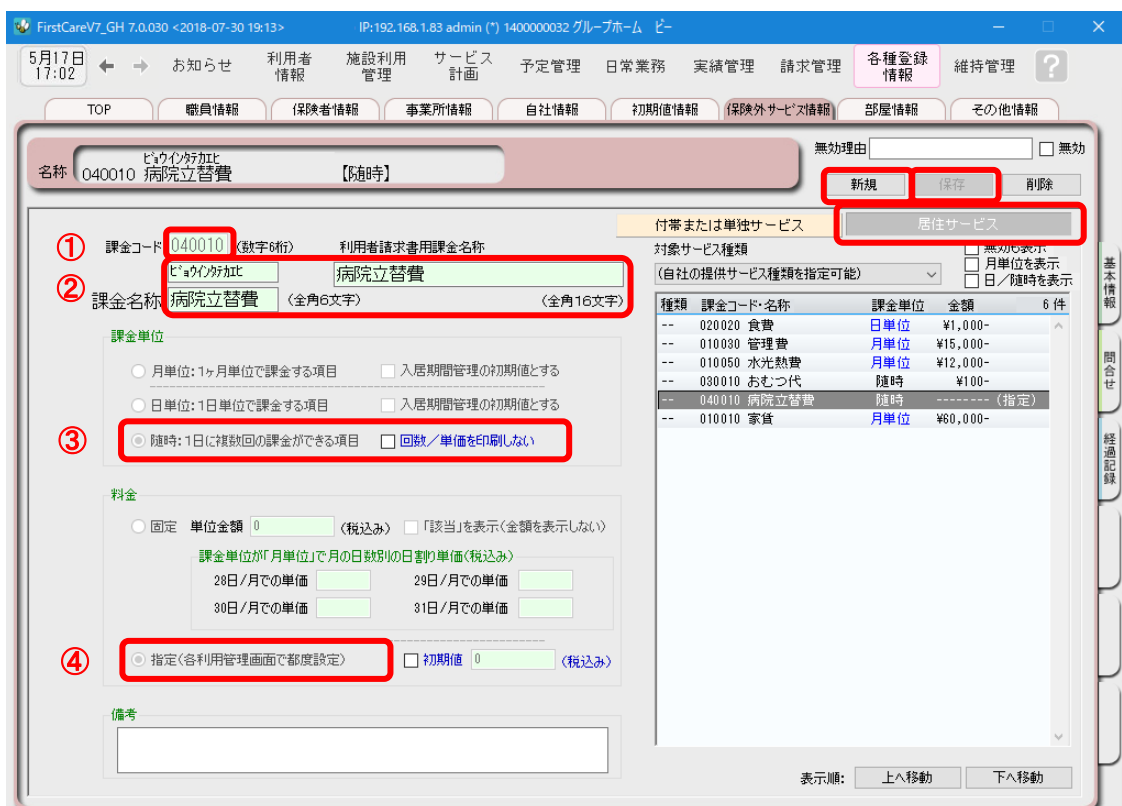 FirstCareV7_GH 7.0.030 <2018-07-30 19:13> IP:192.168.1.83 admin (*) 1400000032 グループホーム ビー
5月17日 17:02 お知らせ 利用者情報 施設利用管理 サービス計画 予定管理 日常業務 実績管理 請求管理 各種登録情報 維持管理 ?
TOP 職員情報 保険者情報 事業所情報 自社情報 初期値情報 保険外サービス情報 部屋情報 その他情報
無効理由 無効
ビョウインタテカエヒ
名称 040010 病院立替費 【随時】
新規 保存 削除
付帯または単独サービス 居住サービス
① 課金コード 040010 (数字6桁) 利用者請求書用課金名称
ビョウインタテカエヒ 病院立替費
② 課金名称 病院立替費 (全角6文字) (全角16文字)
課金単位
月単位:1ヶ月単位で課金する項目 入居期間管理の初期値とする
日単位:1日単位で課金する項目 入居期間管理の初期値とする
③ 随時:1日に複数回の課金ができる項目 回数/単価を印刷しない
料金
固定 単位金額 0 (税込み) 「該当」を表示(金額を表示しない)
課金単位が「月単位」で月の日数別の日割り単価(税込み)
28日/月での単価 29日/月での単価
30日/月での単価 31日/月での単価
④ 指定(各利用管理画面で都度設定) 初期値 0 (税込み)
備考
対象サービス種類 無効も表示
月単位を表示
(自社の提供サービス種類を指定可能) 日/随時を表示
種類 課金コード・名称 課金単位 金額 6件
-- 020020 食費 日単位 ¥1,000-
-- 010030 管理費 月単位 ¥15,000-
-- 010050 水光熱費 月単位 ¥12,000-
-- 030010 おむつ代 随時 ¥100-
-- 040010 病院立替費 随時 -------- (指定)
-- 010010 家賃 月単位 ¥60,000-
表示順: 上へ移動 下へ移動
基本情報
問合せ
経過記録